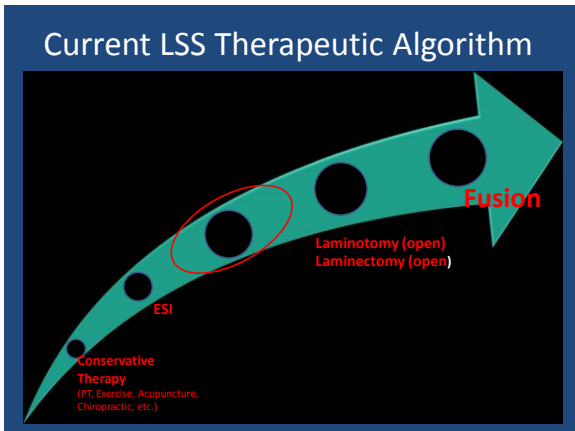 Current LSS Therapeutic Algorithm
Fusion
Laminotomy (open)
Laminectomy (open)
ESI
Conservative
Therapy
(PT, Exercise, Acupuncture,
Chiropractic, etc.)